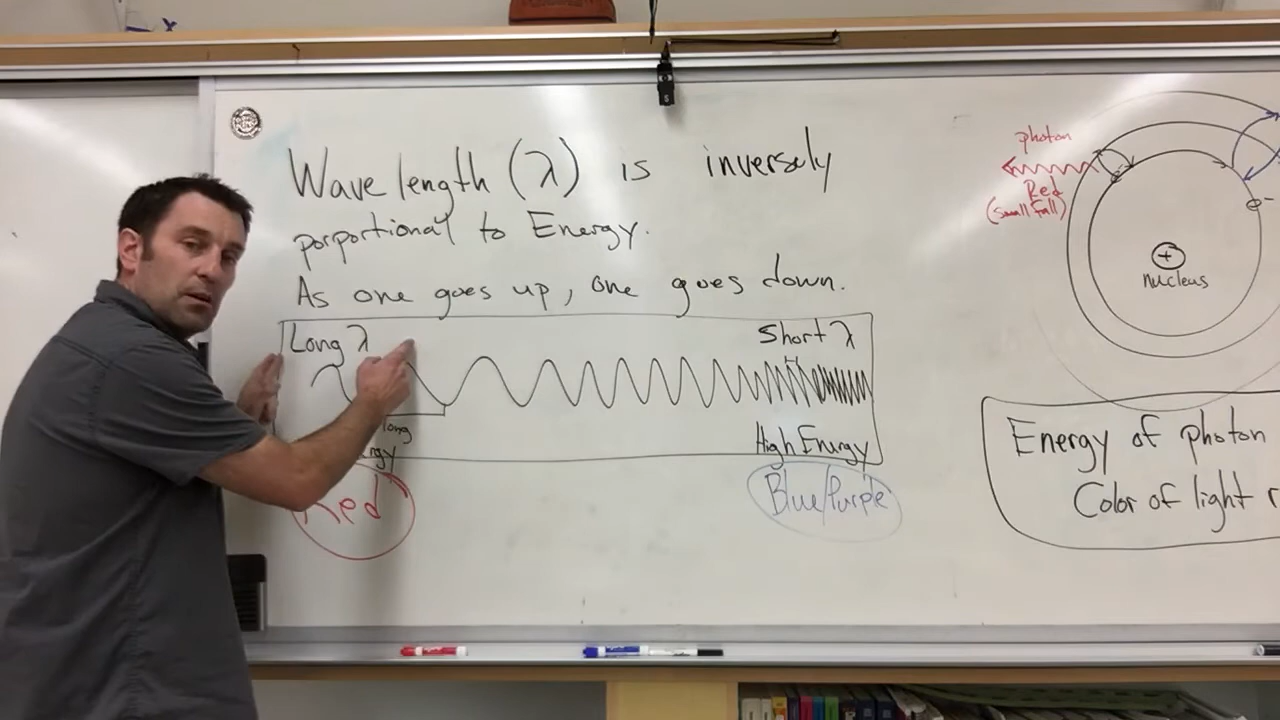 Wavelength (λ) is inversely
porportional to Energy.
As one goes up, one goes down.
Long λ
Short λ
long
High Energy
Red
Blue/Purple
photon
Red
(small fall)
e-
+
nucleus
Energy of photon
Color of light